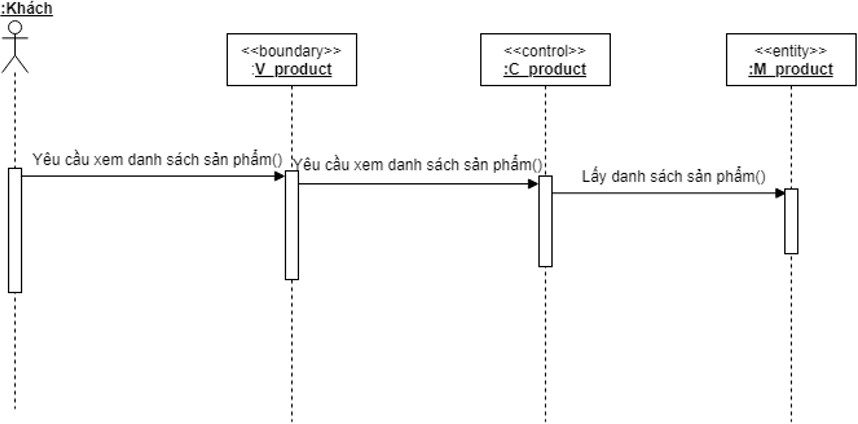 :Khách
<<boundary>>
:V_product
<<control>>
:C_product
<<entity>>
:M_product
Yêu cầu xem danh sách sản phẩm()
Yêu cầu xem danh sách sản phẩm()
Lấy danh sách sản phẩm()